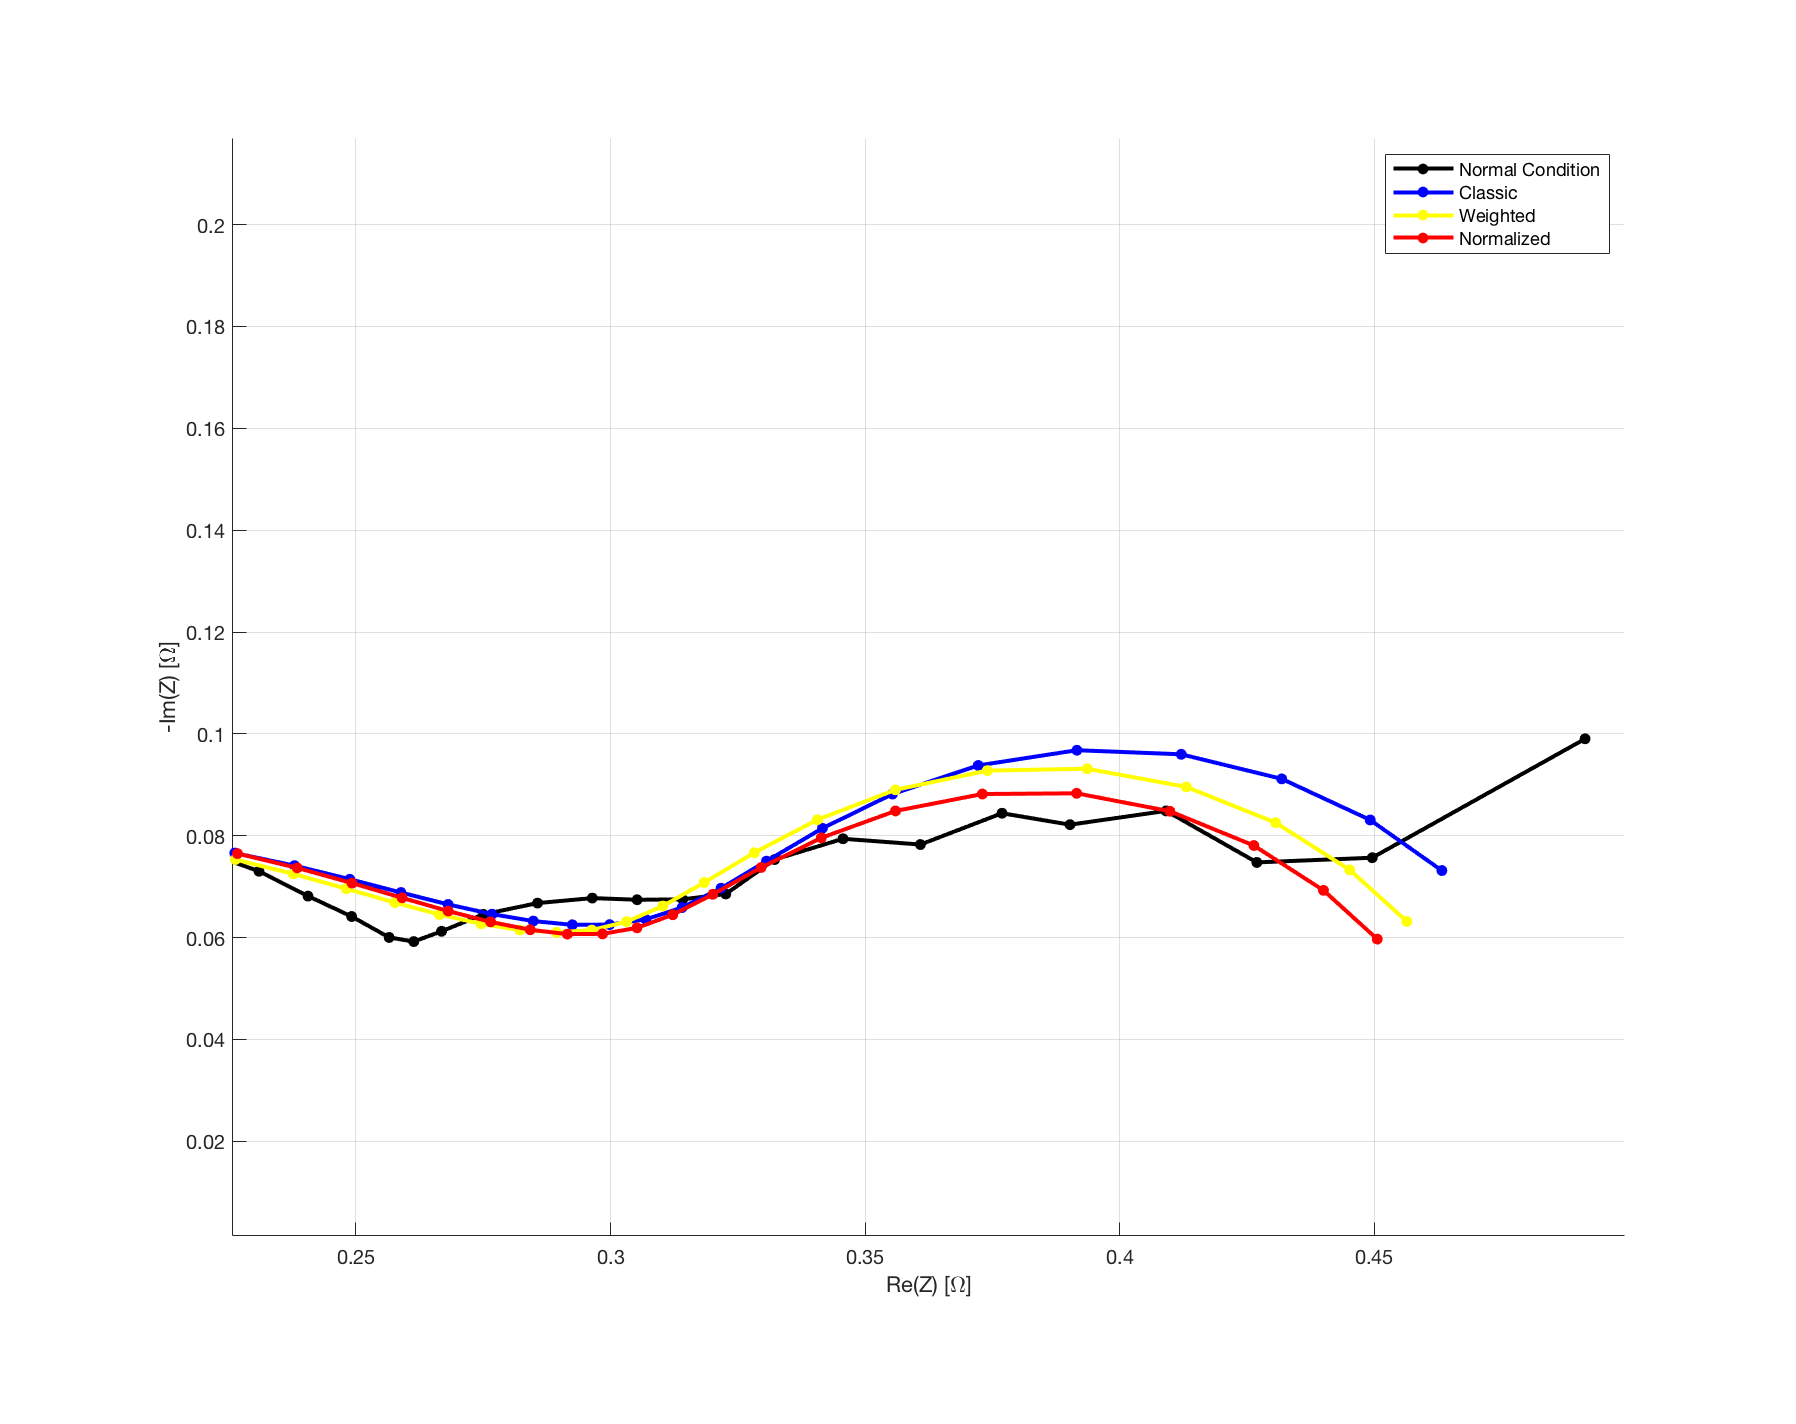 Normal Condition
Classic
Weighted
Normalized
0.2
0.18
0.16
0.14
0.12
0.1
0.08
0.06
0.04
0.02
-Im(Z) [Ω]
0.25 0.3 0.35 0.4 0.45
Re(Z) [Ω]